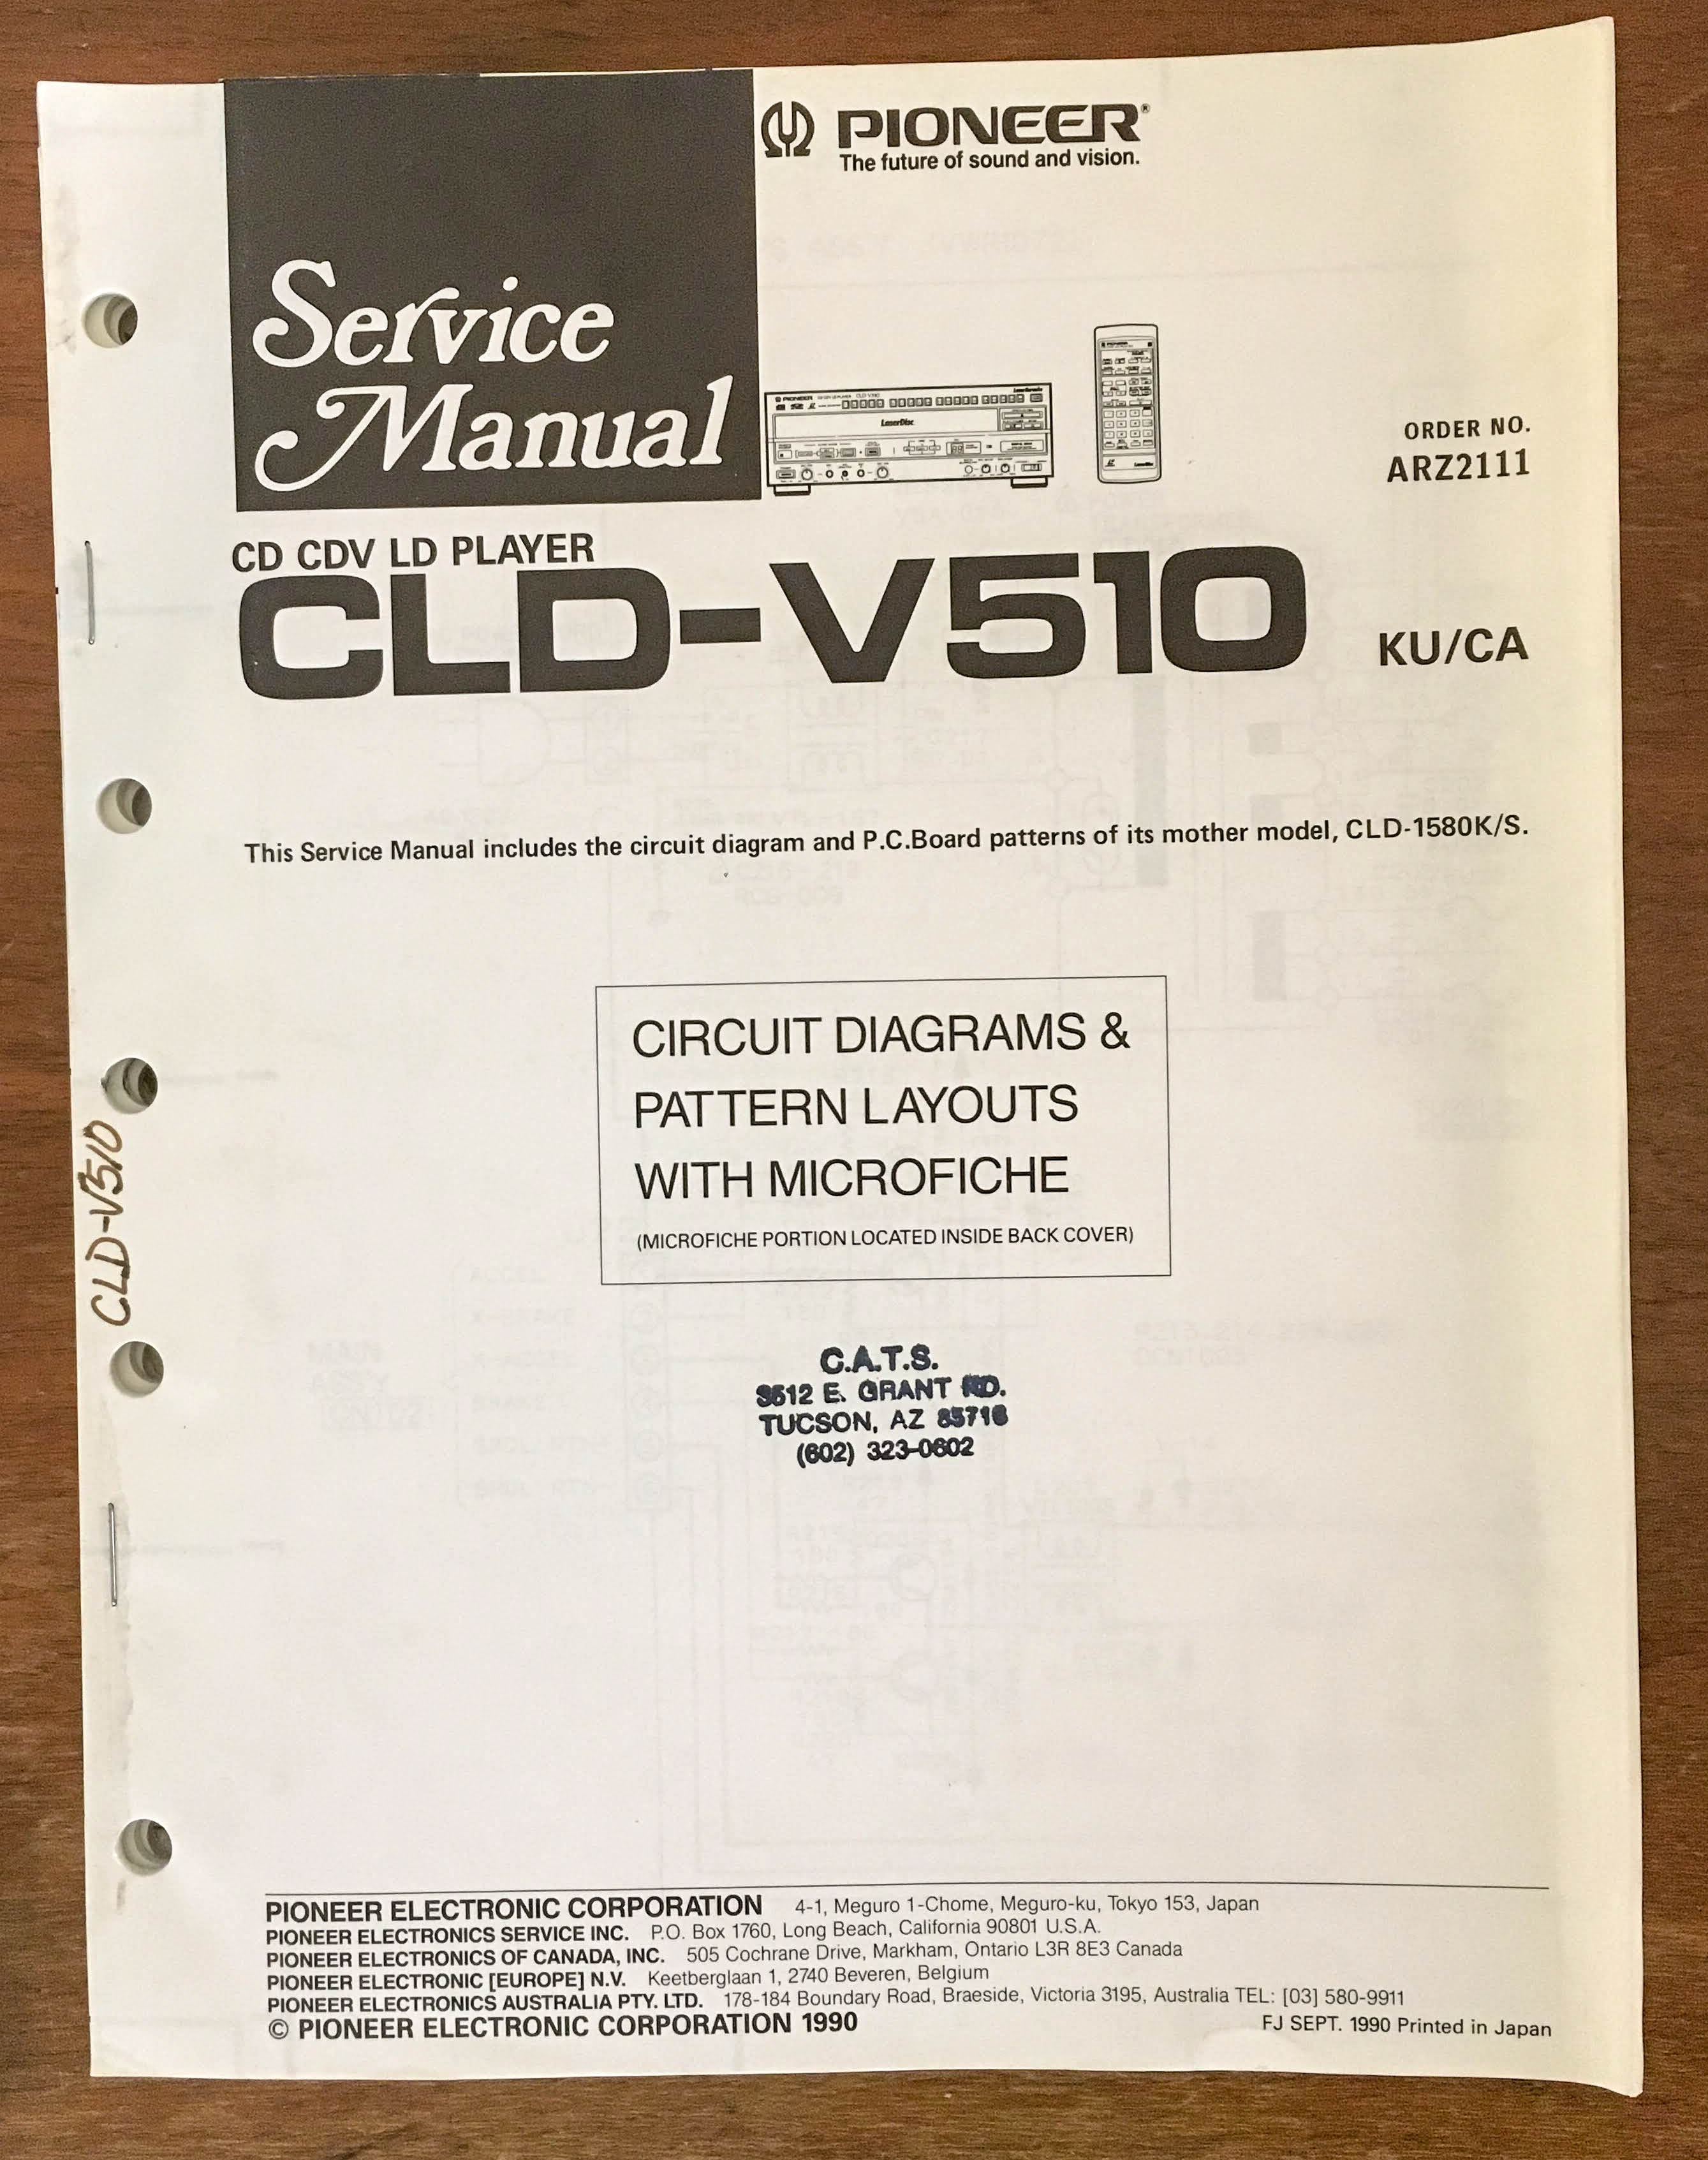 Service
Manual
PIONEER®
The future of sound and vision.
PIONEER
CLD-V510
LaserDisc
ORDER NO.
ARZ2111
CD CDV LD PLAYER
CLD-V510
KU/CA
This Service Manual includes the circuit diagram and P.C.Board patterns of its mother model, CLD-1580K/S.
CIRCUIT DIAGRAMS &
PATTERN LAYOUTS
WITH MICROFICHE
(MICROFICHE PORTION LOCATED INSIDE BACK COVER)
CLD-V510
C.A.T.S.
3512 E. GRANT RD.
TUCSON, AZ 85716
(602) 323-0602
PIONEER ELECTRONIC CORPORATION 4-1, Meguro 1-Chome, Meguro-ku, Tokyo 153, Japan
PIONEER ELECTRONICS SERVICE INC. P.O. Box 1760, Long Beach, California 90801 U.S.A.
PIONEER ELECTRONICS OF CANADA, INC. 505 Cochrane Drive, Markham, Ontario L3R 8E3 Canada
PIONEER ELECTRONIC [EUROPE] N.V. Keetberglaan 1, 2740 Beveren, Belgium
PIONEER ELECTRONICS AUSTRALIA PTY. LTD. 178-184 Boundary Road, Braeside, Victoria 3195, Australia TEL: [03] 580-9911
© PIONEER ELECTRONIC CORPORATION 1990
FJ SEPT. 1990 Printed in Japan